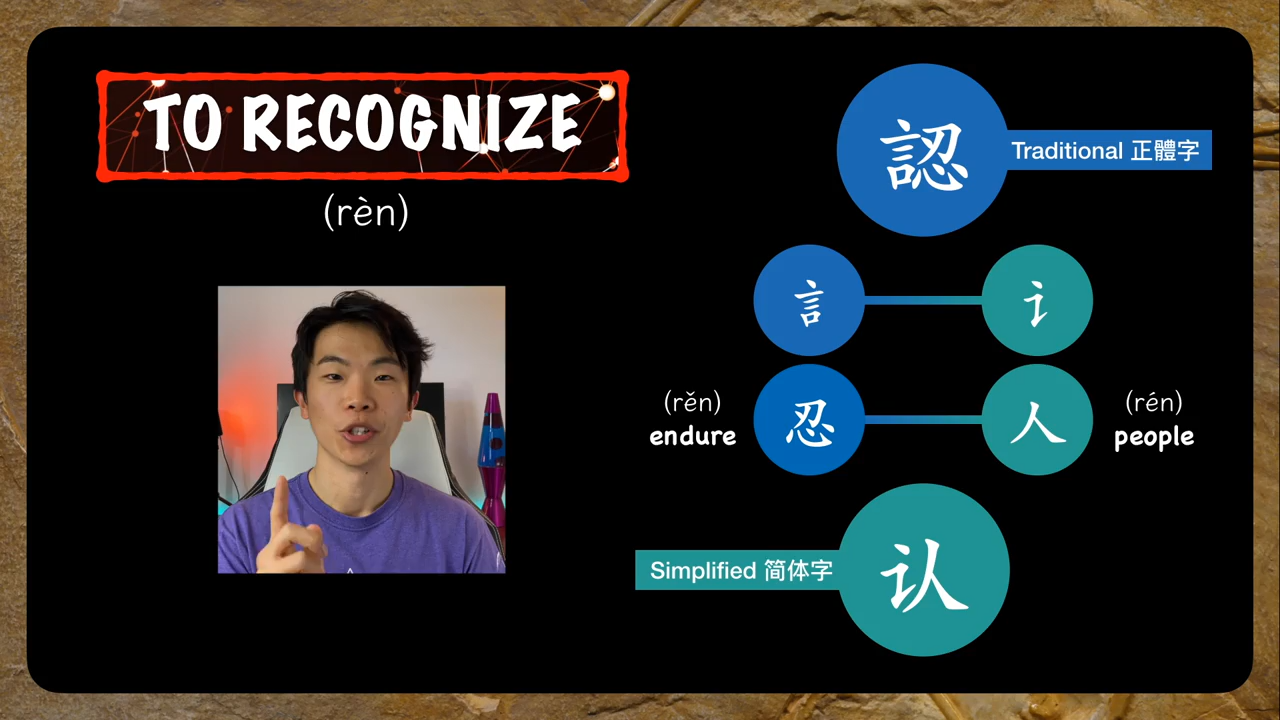 TO RECOGNIZE
(rèn)
認
Traditional 正體字
言
讠
(rěn)
endure
忍
人
(rén)
people
Simplified 简体字
认